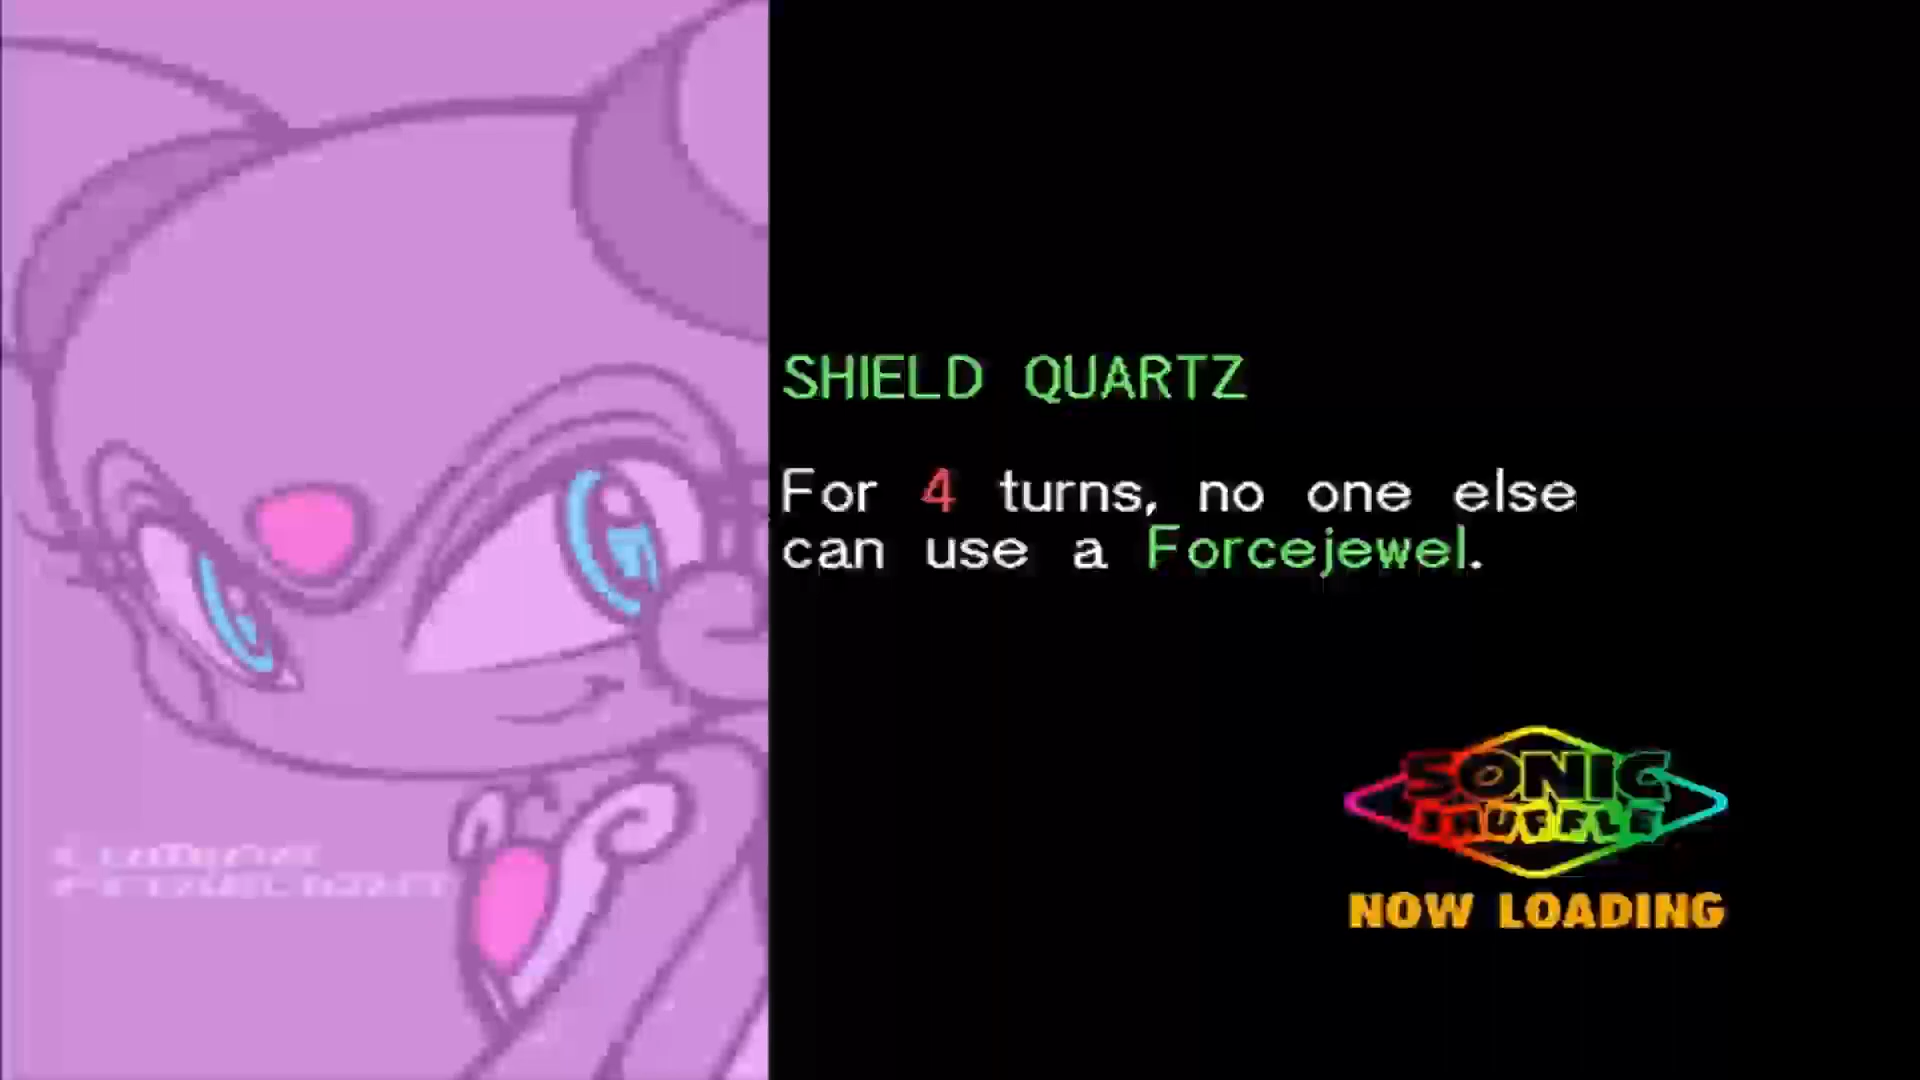 SHIELD QUARTZ
For 4 turns, no one else
can use a Forcejewel.
SONIC
SHUFFLE
NOW LOADING